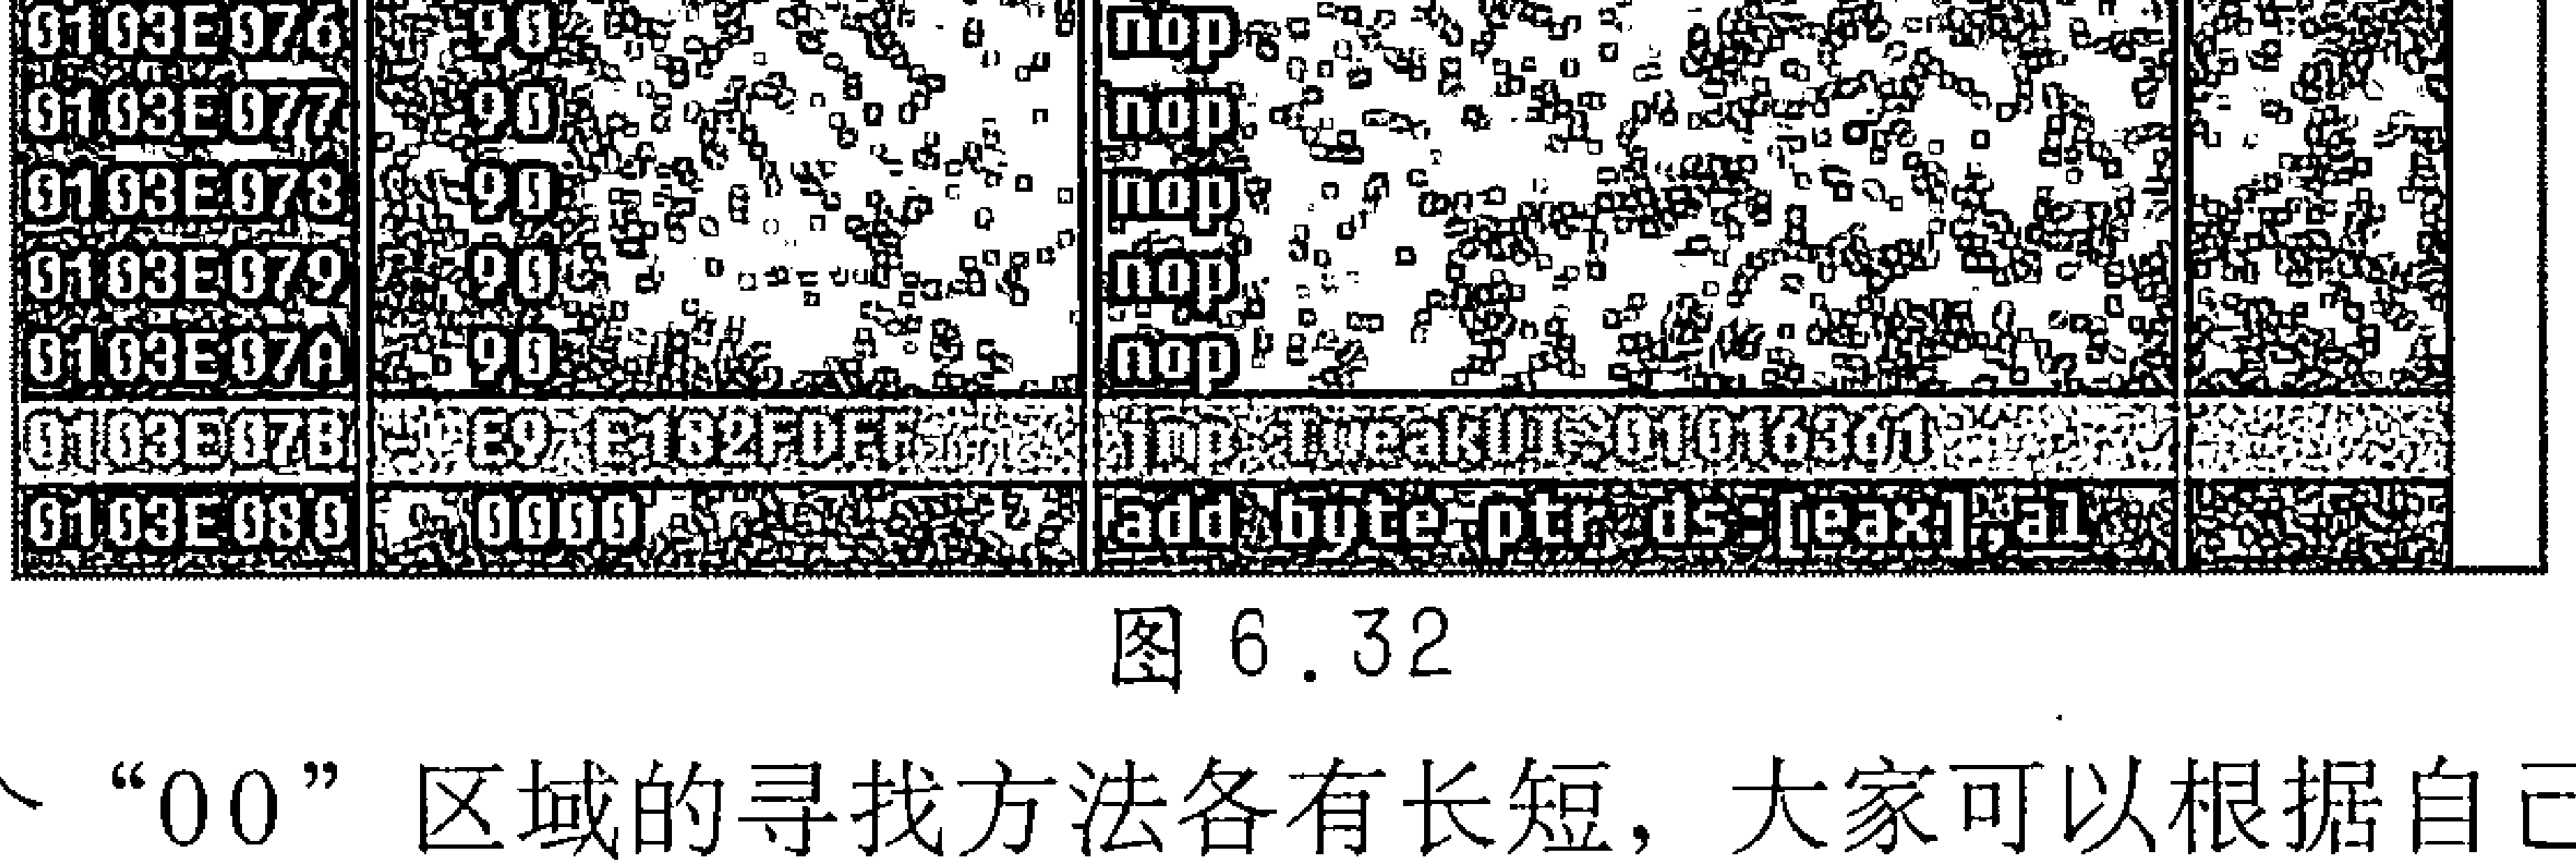 0103E076 90 nop
0103E077 90 nop
0103E078 90 nop
0103E079 90 nop
0103E07A 90 nop
0103E07B E9 E182FDFF jmp TweakUI.01016361
0103E080 0000 add byte ptr ds:[eax],al
图 6.32
“00” 区域的寻找方法各有长短，大家可以根据自己